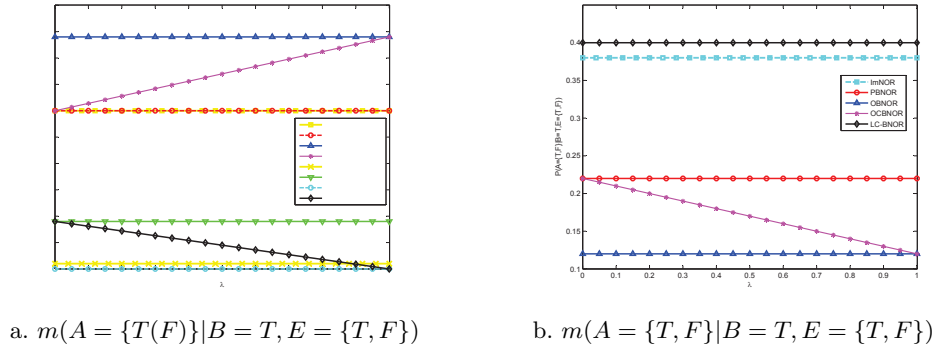 λ
a. m(A = {T(F)}|B = T, E = {T, F})
0.4
0.35
0.3
0.25
0.2
0.15
0.1
P(A={T,F}|B=T,E={T,F})
ImNOR
PBNOR
OBNOR
OCBNOR
LC-BNOR
0 0.1 0.2 0.3 0.4 0.5 0.6 0.7 0.8 0.9 1
λ
b. m(A = {T, F}|B = T, E = {T, F})